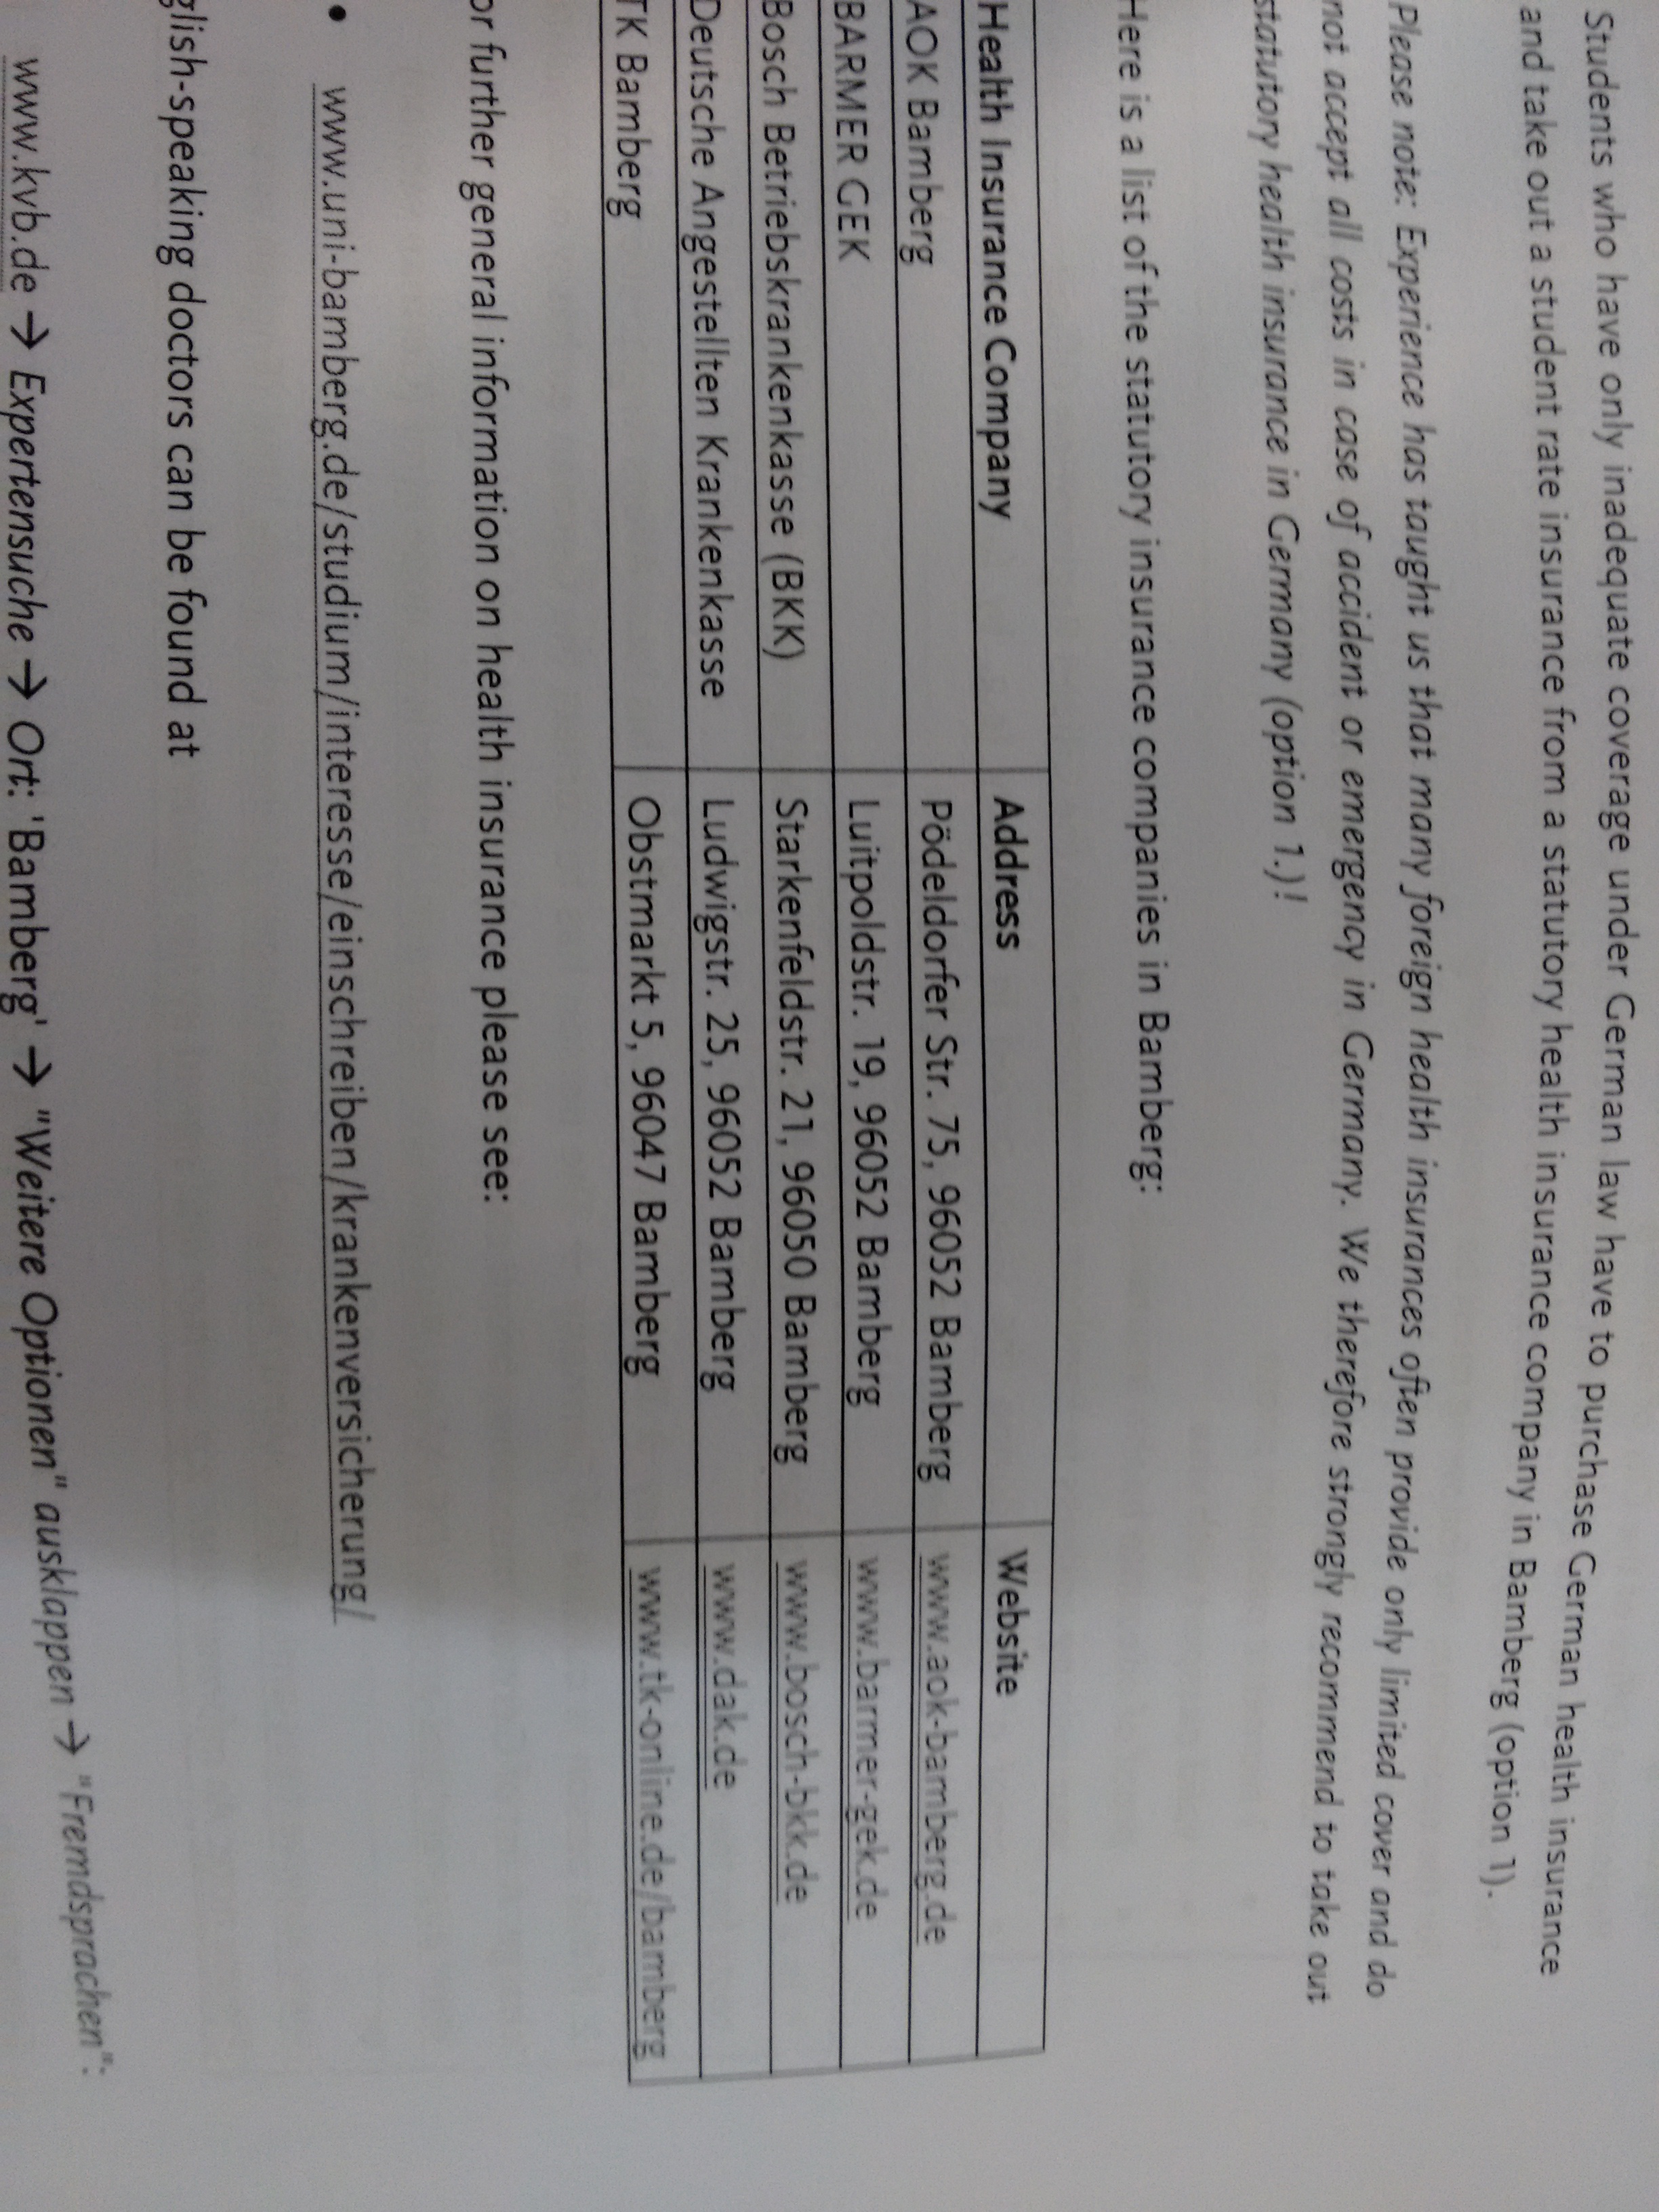 Students who have only inadequate coverage under German law have to purchase German health insurance
and take out a student rate insurance from a statutory health insurance company in Bamberg (option 1).
Please note: Experience has taught us that many foreign health insurances often provide only limited cover and do
not accept all costs in case of accident or emergency in Germany. We therefore strongly recommend to take out
statutory health insurance in Germany (option 1.)!
Here is a list of the statutory insurance companies in Bamberg:
Health Insurance Company Address Website
AOK Bamberg Pödeldorfer Str. 75, 96052 Bamberg www.aok-bamberg.de
BARMER GEK Luitpoldstr. 19, 96052 Bamberg www.barmer-gek.de
Bosch Betriebskrankenkasse (BKK) Starkenfeldstr. 21, 96050 Bamberg www.bosch-bkk.de
Deutsche Angestellten Krankenkasse Ludwigstr. 25, 96052 Bamberg www.dak.de
TK Bamberg Obstmarkt 5, 96047 Bamberg www.tk-online.de/bamberg
or further general information on health insurance please see:
• www.uni-bamberg.de/studium/interesse/einschreiben/krankenversicherung/
glish-speaking doctors can be found at
www.kvb.de → Expertensuche → Ort: 'Bamberg' → "Weitere Optionen" ausklappen → "Fremdsprachen":